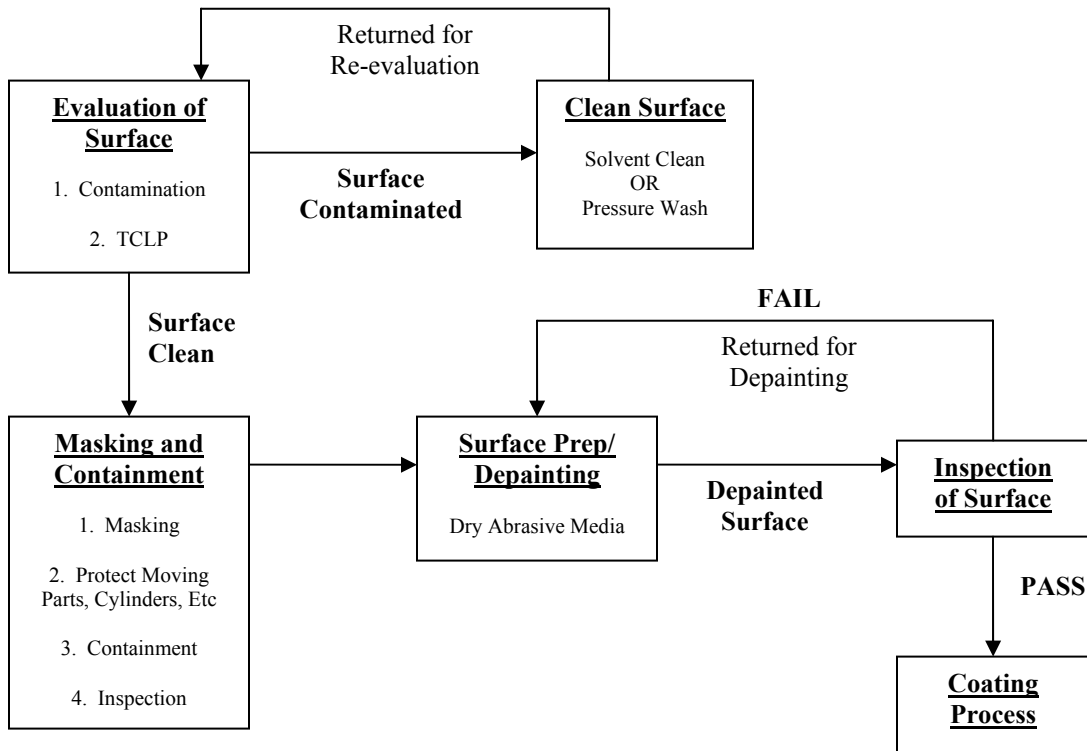 Returned for
Re-evaluation
Evaluation of
Surface
1. Contamination
2. TCLP
Surface
Contaminated
Clean Surface
Solvent Clean
OR
Pressure Wash
Surface
Clean
FAIL
Returned for
Depainting
Masking and
Containment
1. Masking
2. Protect Moving
Parts, Cylinders, Etc
3. Containment
4. Inspection
Surface Prep/
Depainting
Dry Abrasive Media
Depainted
Surface
Inspection
of Surface
PASS
Coating
Process